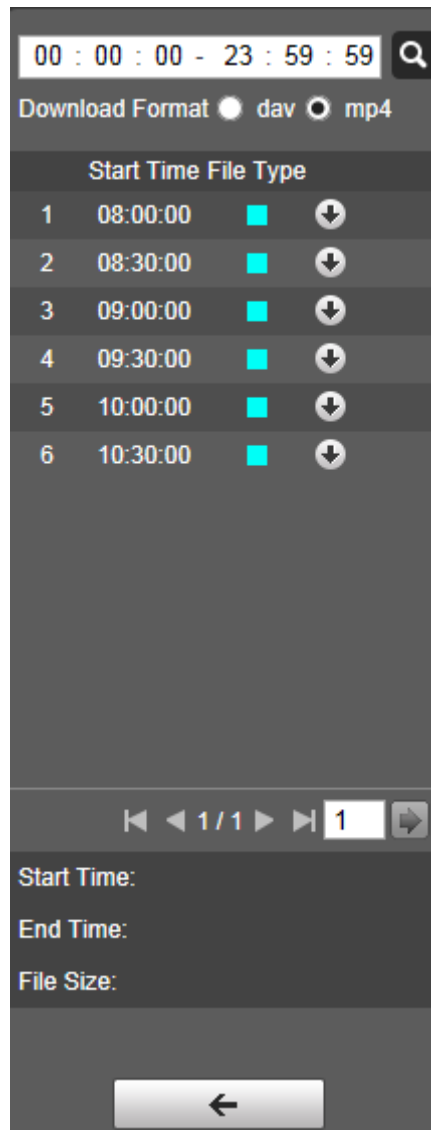 00 : 00 : 00 - 23 : 59 : 59
Download Format dav mp4
Start Time File Type
1 08:00:00
2 08:30:00
3 09:00:00
4 09:30:00
5 10:00:00
6 10:30:00
1 / 1 1
Start Time:
End Time:
File Size: